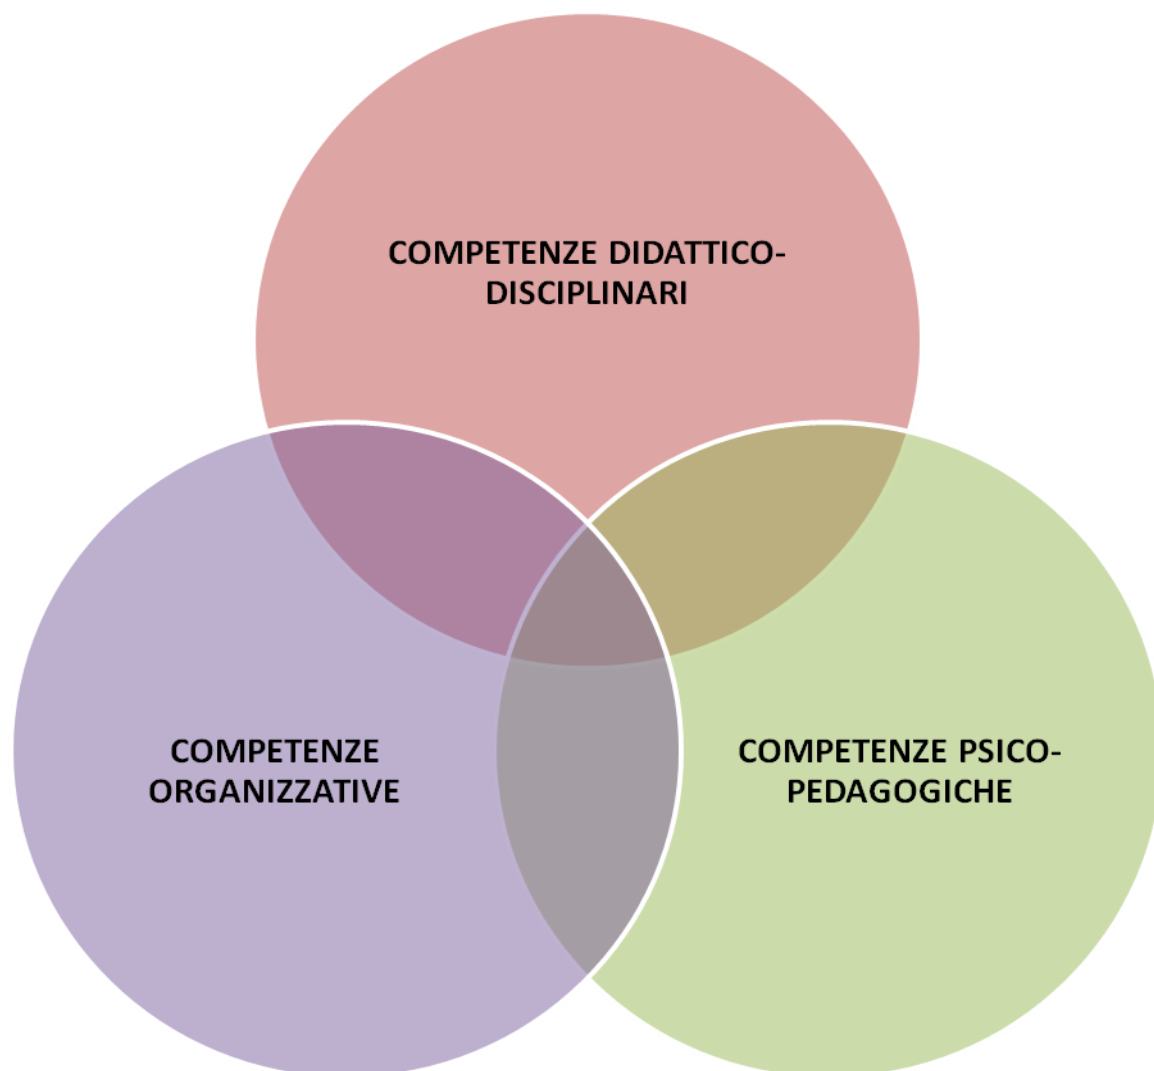 COMPETENZE DIDATTICO-
DISCIPLINARI
COMPETENZE
ORGANIZZATIVE
COMPETENZE PSICO-
PEDAGOGICHE